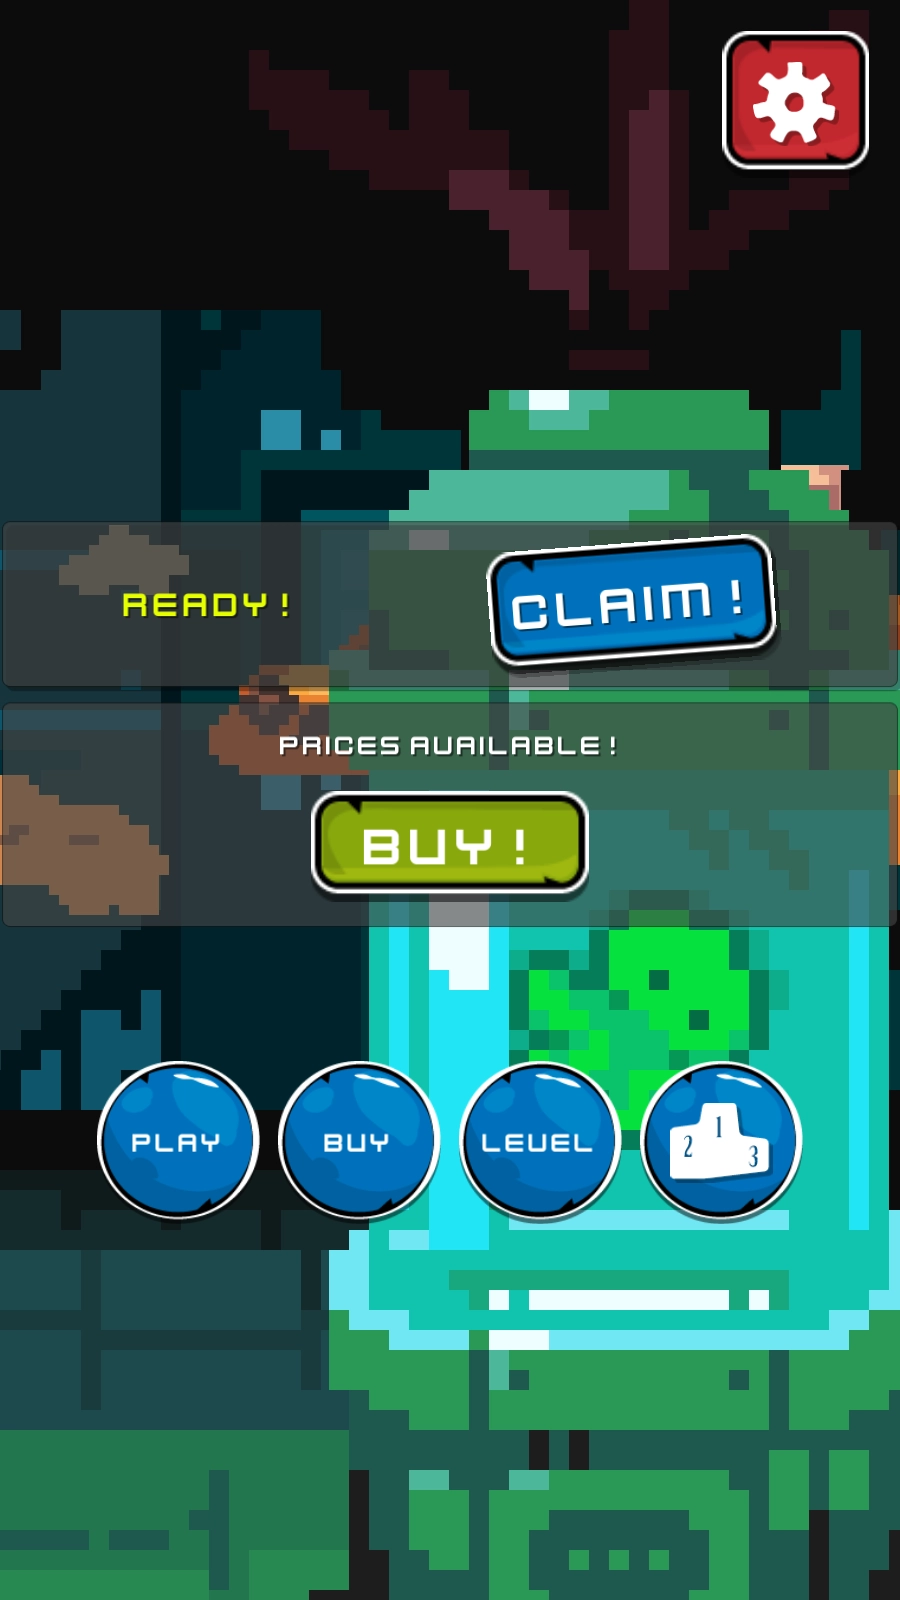 READY !
CLAIM !
PRICES AVAILABLE !
BUY !
PLAY
BUY
LEVEL
2 1 3